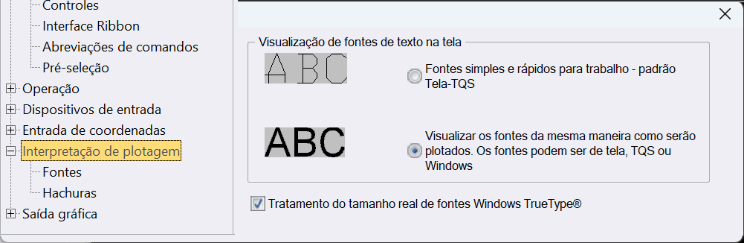 Controles
Interface Ribbon
Abreviações de comandos
Pré-seleção
Operação
Dispositivos de entrada
Entrada de coordenadas
Interpretação de plotagem
Fontes
Hachuras
Saída gráfica
Visualização de fontes de texto na tela
ABC
Fontes simples e rápidos para trabalho - padrão
Tela-TQS
ABC
Visualizar os fontes da mesma maneira como serão
plotados. Os fontes podem ser de tela, TQS ou
Windows
Tratamento do tamanho real de fontes Windows TrueType®